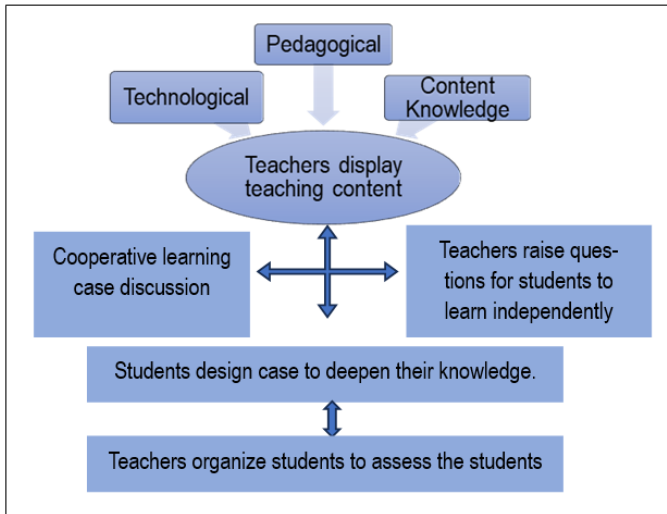 Pedagogical
Technological
Content
Knowledge
Teachers display
teaching content
Cooperative learning
case discussion
Teachers raise ques-
tions for students to
learn independently
Students design case to deepen their knowledge.
Teachers organize students to assess the students